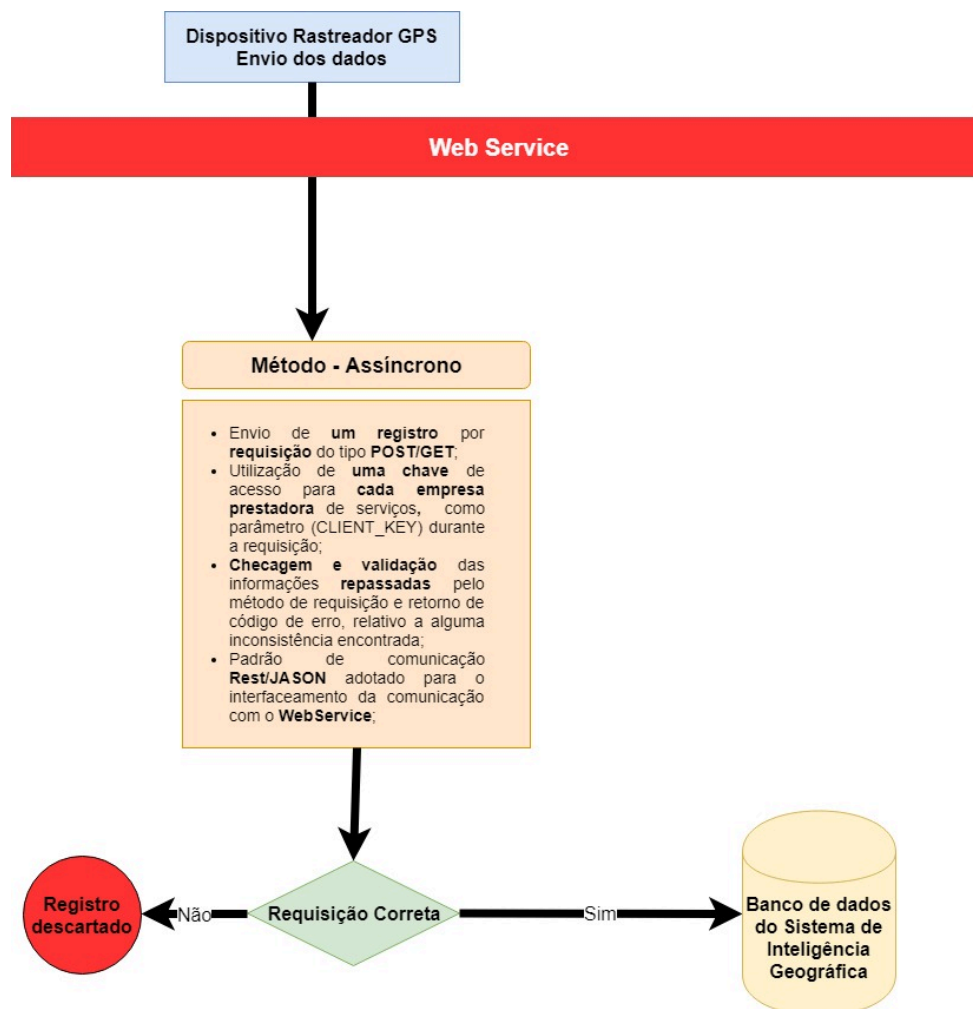 Dispositivo Rastreador GPS
Envio dos dados
Web Service
Método - Assíncrono
• Envio de um registro por
requisição do tipo POST/GET;
• Utilização de uma chave de
acesso para cada empresa
prestadora de serviços, como
parâmetro (CLIENT_KEY) durante
a requisição;
• Checagem e validação das
informações repassadas pelo
método de requisição e retorno de
código de erro, relativo a alguma
inconsistência encontrada;
• Padrão de comunicação
Rest/JASON adotado para o
interfaceamento da comunicação
com o WebService;
Registro
descartado
Não
Requisição Correta
Sim
Banco de dados
do Sistema de
Inteligência
Geográfica